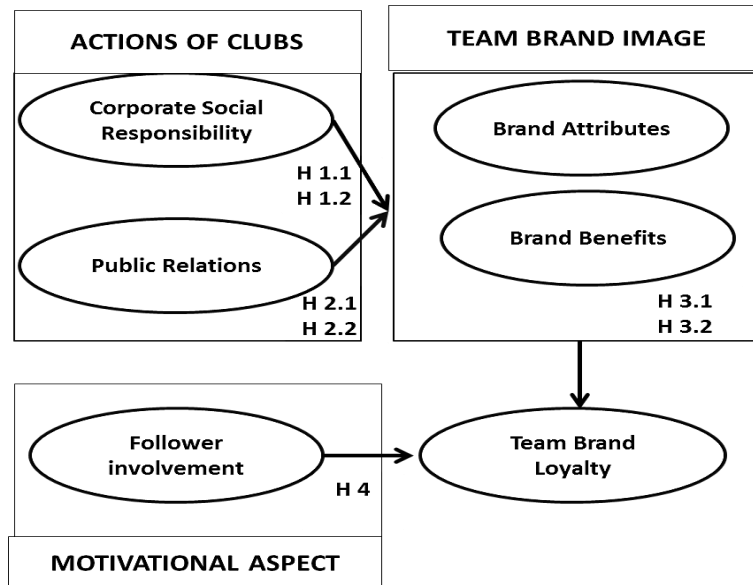 ACTIONS OF CLUBS
Corporate Social
Responsibility
H 1.1
H 1.2
Public Relations
H 2.1
H 2.2
TEAM BRAND IMAGE
Brand Attributes
Brand Benefits
H 3.1
H 3.2
Follower
involvement
H 4
MOTIVATIONAL ASPECT
Team Brand
Loyalty